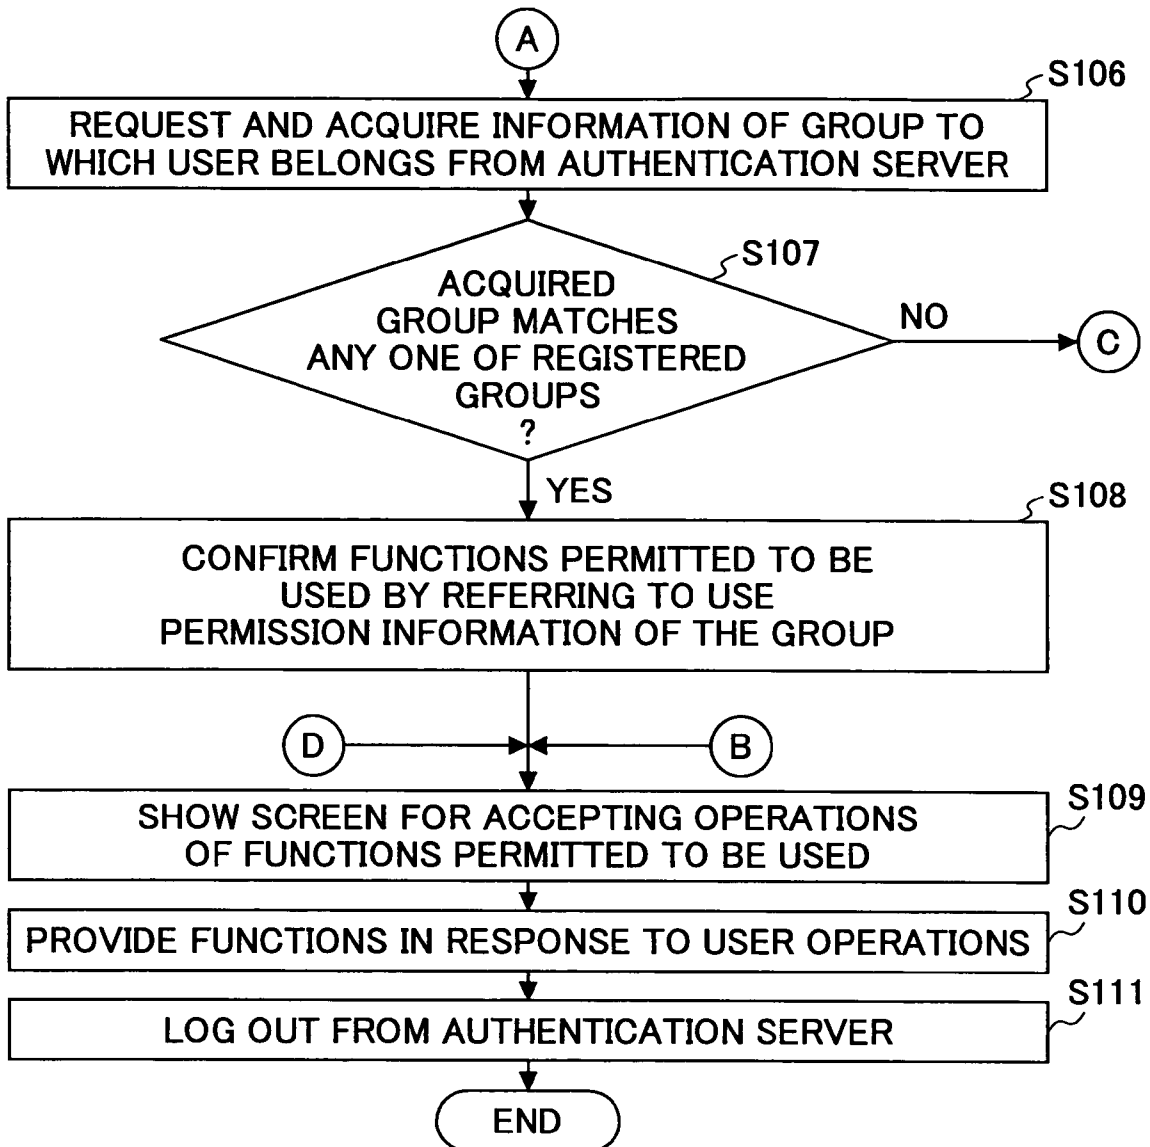 A
S106
REQUEST AND ACQUIRE INFORMATION OF GROUP TO
WHICH USER BELONGS FROM AUTHENTICATION SERVER
S107
ACQUIRED
GROUP MATCHES
ANY ONE OF REGISTERED
GROUPS
?
NO
C
YES
S108
CONFIRM FUNCTIONS PERMITTED TO BE
USED BY REFERRING TO USE
PERMISSION INFORMATION OF THE GROUP
D
B
S109
SHOW SCREEN FOR ACCEPTING OPERATIONS
OF FUNCTIONS PERMITTED TO BE USED
S110
PROVIDE FUNCTIONS IN RESPONSE TO USER OPERATIONS
S111
LOG OUT FROM AUTHENTICATION SERVER
END